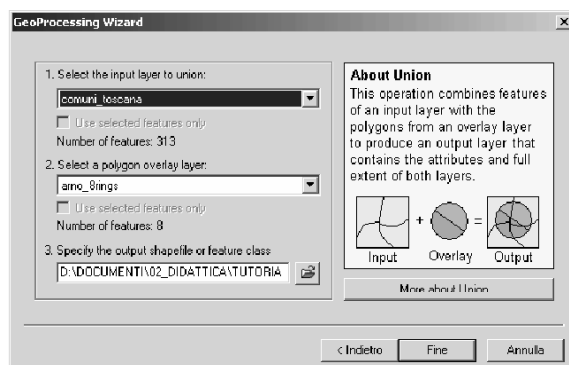 GeoProcessing Wizard
1. Select the input layer to union:
comuni_toscana
Use selected features only
Number of features: 313
2. Select a polygon overlay layer:
arno_8rings
Use selected features only
Number of features: 8
3. Specify the output shapefile or feature class
D:\DOCUMENTI\02_DIDATTICA\TUTORIA
About Union
This operation combines features
of an input layer with the
polygons from an overlay layer
to produce an output layer that
contains the attributes and full
extent of both layers.
+ =
Input Overlay Output
More about Union
< Indietro Fine Annulla